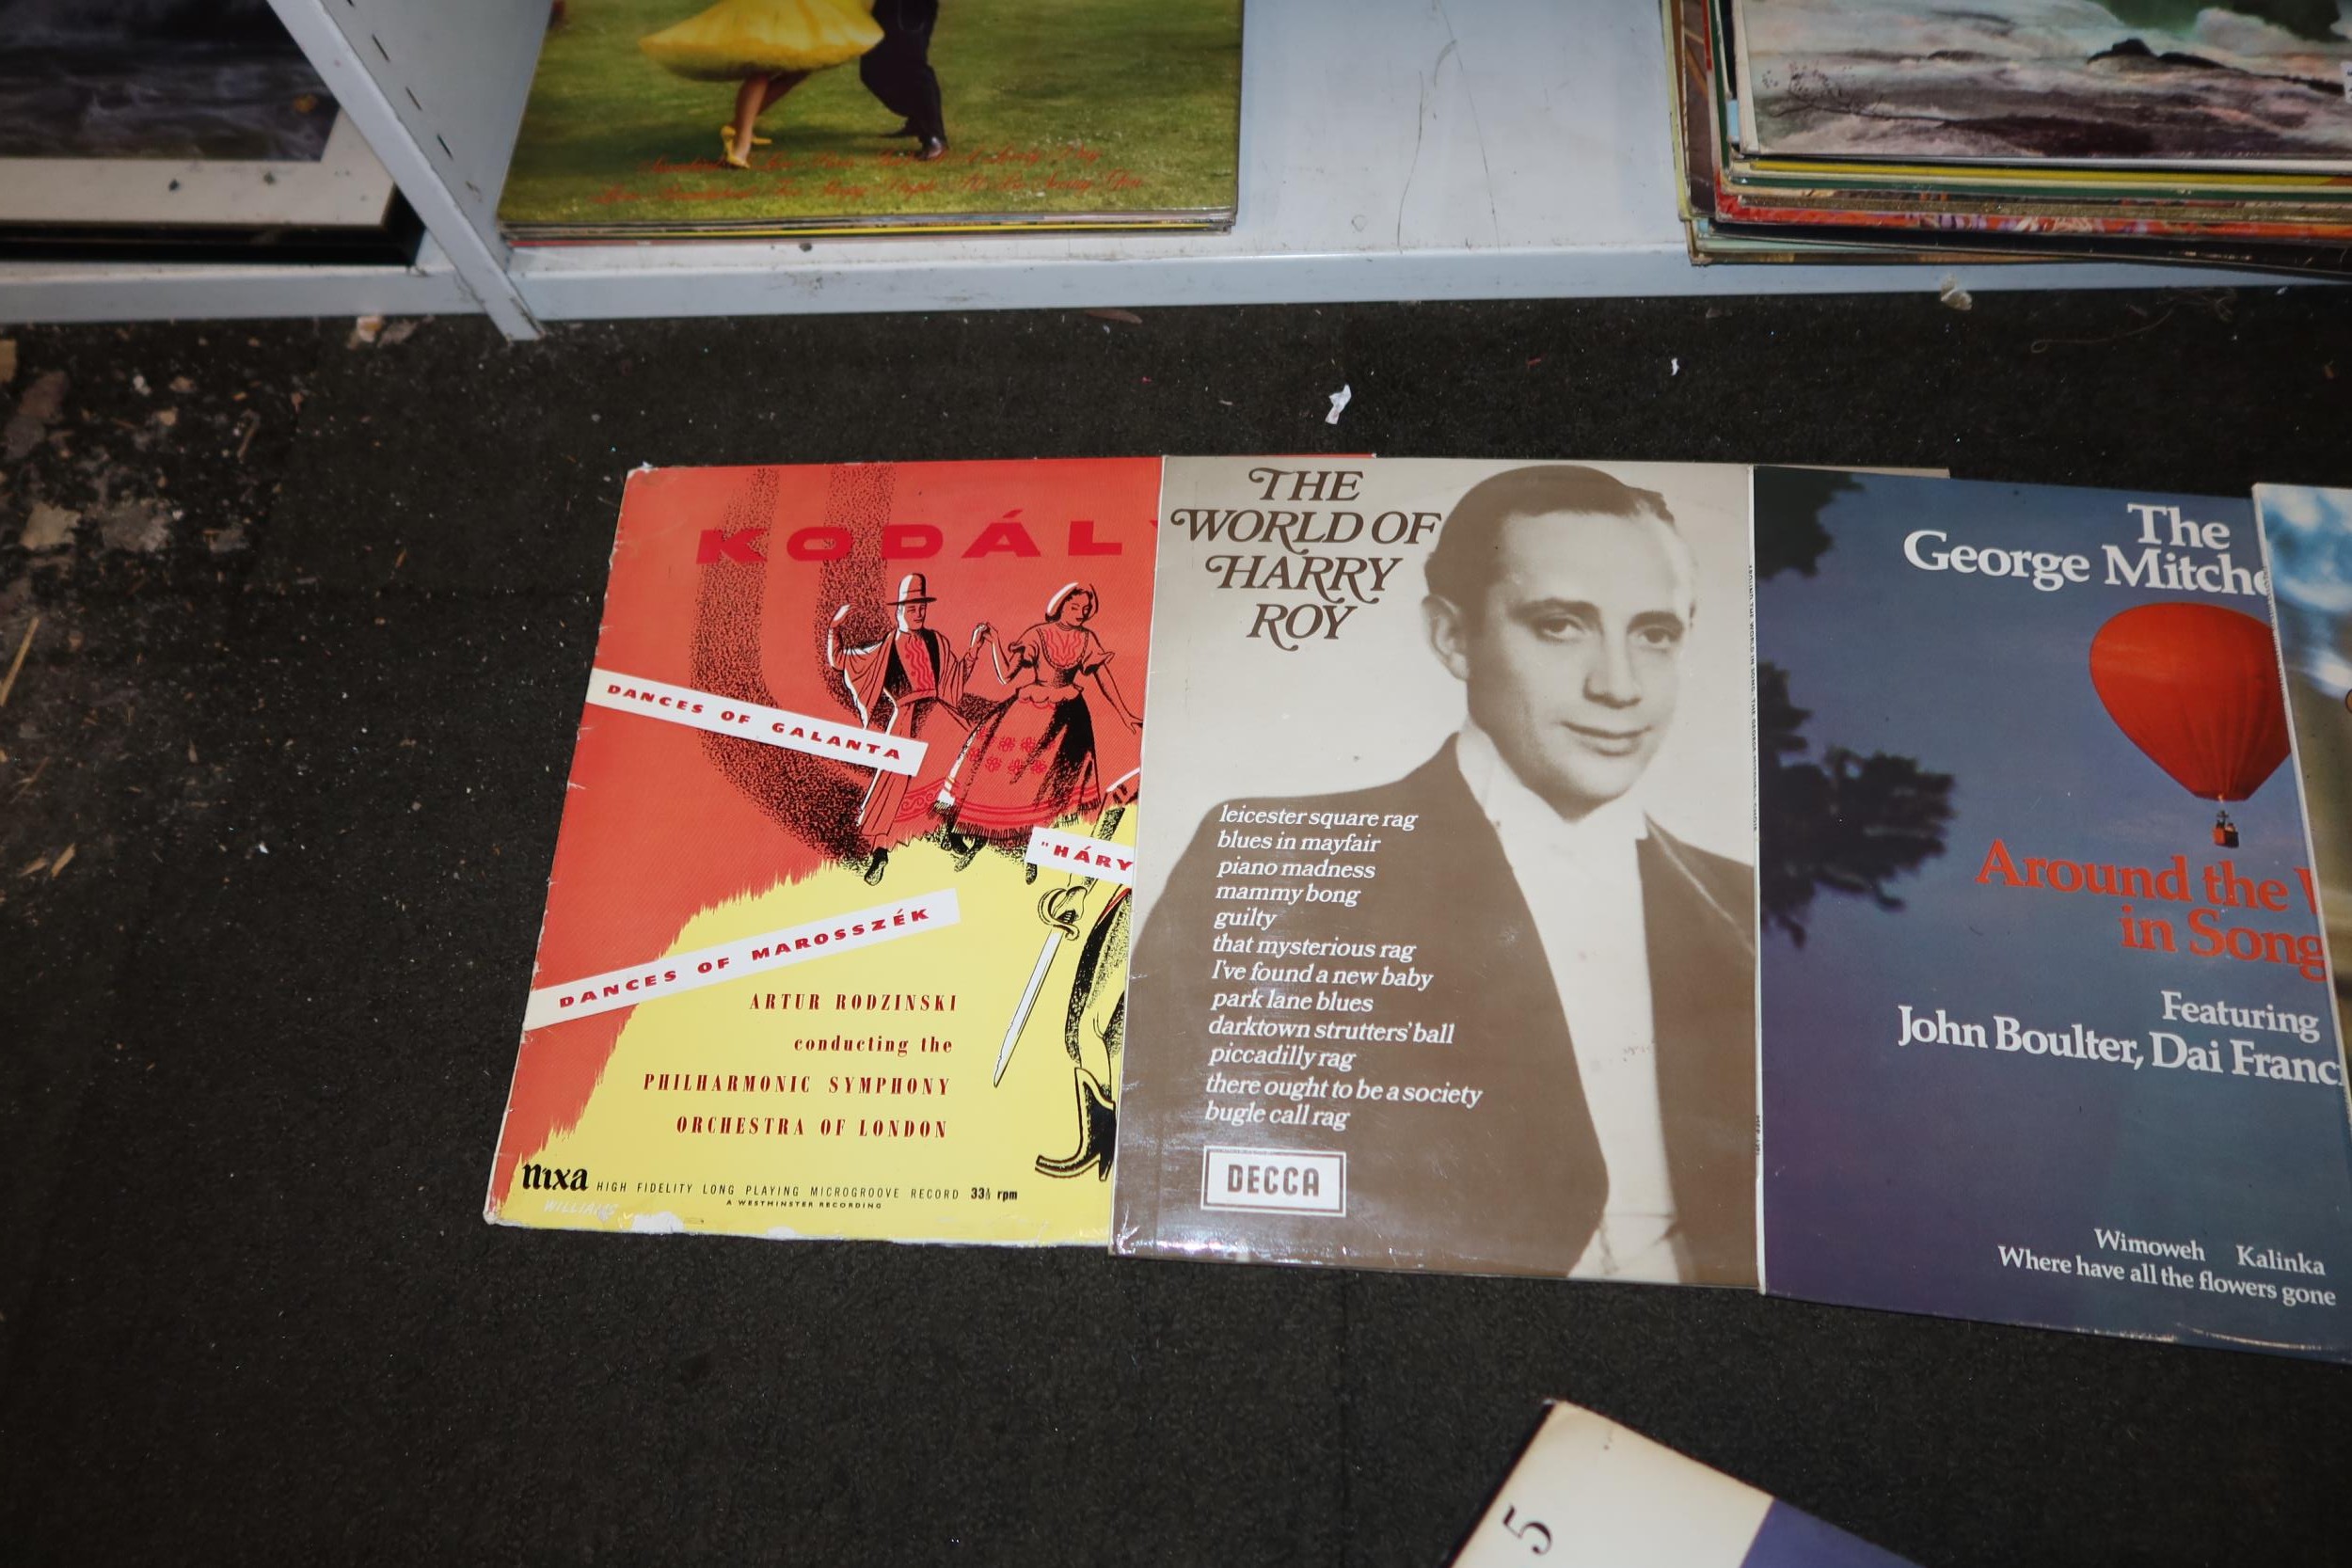 KODÁL
DANCES OF GALANTA
"HÁRY
DANCES OF MAROSSZÉK
ARTUR RODZINSKI
conducting the
PHILHARMONIC SYMPHONY
ORCHESTRA OF LONDON
nixa HIGH FIDELITY LONG PLAYING MICROGROOVE RECORD 33⅓ rpm
A WESTMINSTER RECORDING
WILLIAMS
THE
WORLD OF
HARRY
ROY
leicester square rag
blues in mayfair
piano madness
mammy bong
guilty
that mysterious rag
I've found a new baby
park lane blues
darktown strutters' ball
piccadilly rag
there ought to be a society
bugle call rag
DECCA
The
George Mitche
Around the
in Song
Featuring
John Boulter, Dai Franc
Wimoweh Kalinka
Where have all the flowers gone
5